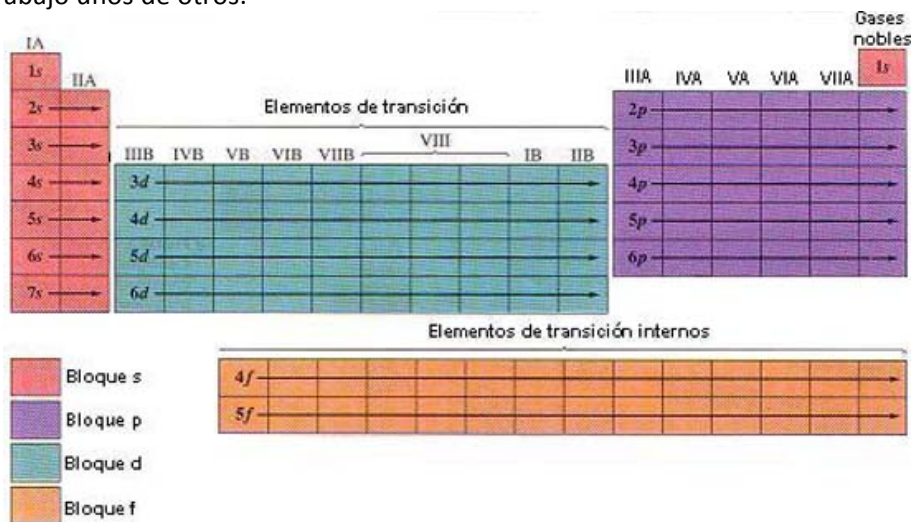 abajo unos de otros.
Gases
nobles
IA
1s
IIA
IIIA IVA VA VIA VIIA
1s
2s
Elementos de transición
2p
3s
IIIB IVB VB VIB VIIB VIII IB IIB
3p
4s
3d
4p
5s
4d
5p
6s
5d
6p
7s
6d
Elementos de transición internos
Bloque s
4f
Bloque p
5f
Bloque d
Bloque f